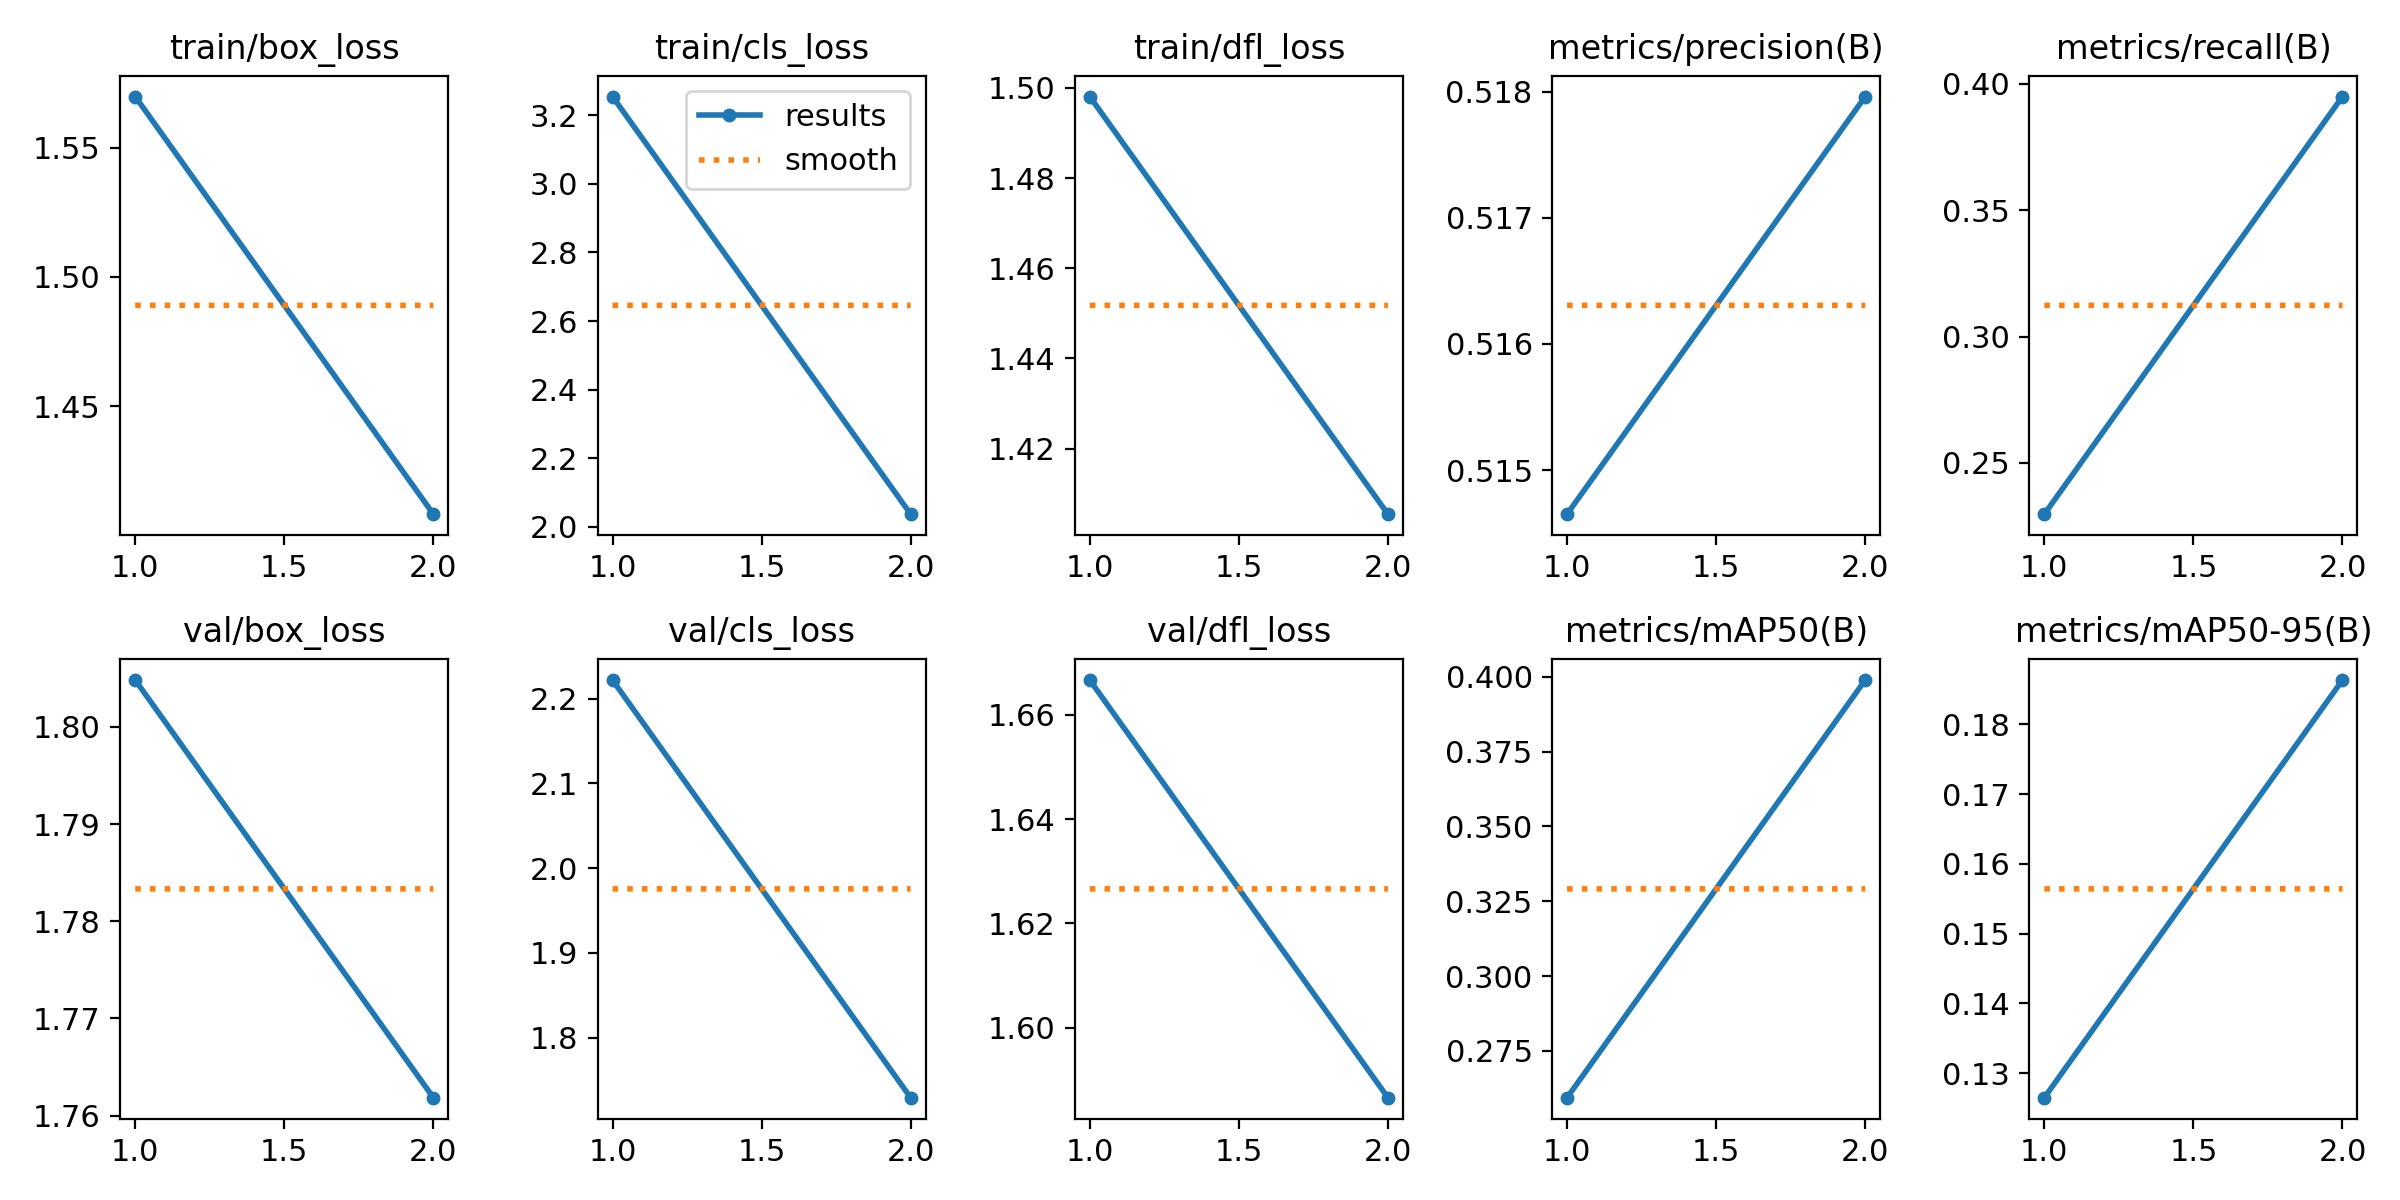 train/box_loss
1.55
1.50
1.45
1.0 1.5 2.0
train/cls_loss
results
smooth
3.2
3.0
2.8
2.6
2.4
2.2
2.0
1.0 1.5 2.0
train/dfl_loss
1.50
1.48
1.46
1.44
1.42
1.0 1.5 2.0
metrics/precision(B)
0.518
0.517
0.516
0.515
1.0 1.5 2.0
metrics/recall(B)
0.40
0.35
0.30
0.25
1.0 1.5 2.0
val/box_loss
1.80
1.79
1.78
1.77
1.76
1.0 1.5 2.0
val/cls_loss
2.2
2.1
2.0
1.9
1.8
1.0 1.5 2.0
val/dfl_loss
1.66
1.64
1.62
1.60
1.0 1.5 2.0
metrics/mAP50(B)
0.400
0.375
0.350
0.325
0.300
0.275
1.0 1.5 2.0
metrics/mAP50-95(B)
0.18
0.17
0.16
0.15
0.14
0.13
1.0 1.5 2.0